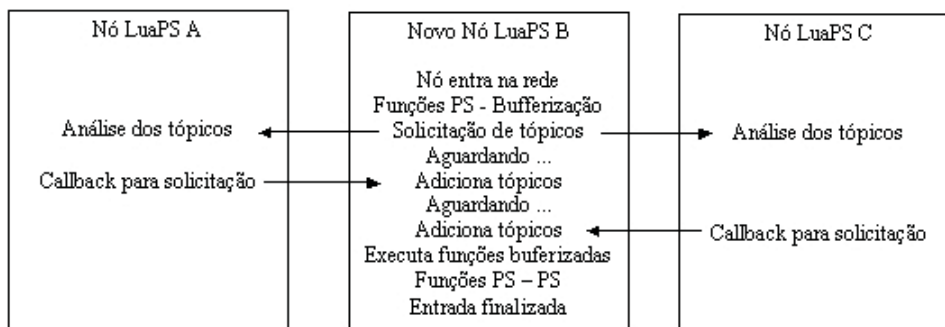 Nó LuaPS A
Análise dos tópicos
Callback para solicitação
Novo Nó LuaPS B
Nó entra na rede
Funções PS - Bufferização
Solicitação de tópicos
Aguardando ...
Adiciona tópicos
Aguardando ...
Adiciona tópicos
Executa funções buferizadas
Funções PS – PS
Entrada finalizada
Nó LuaPS C
Análise dos tópicos
Callback para solicitação